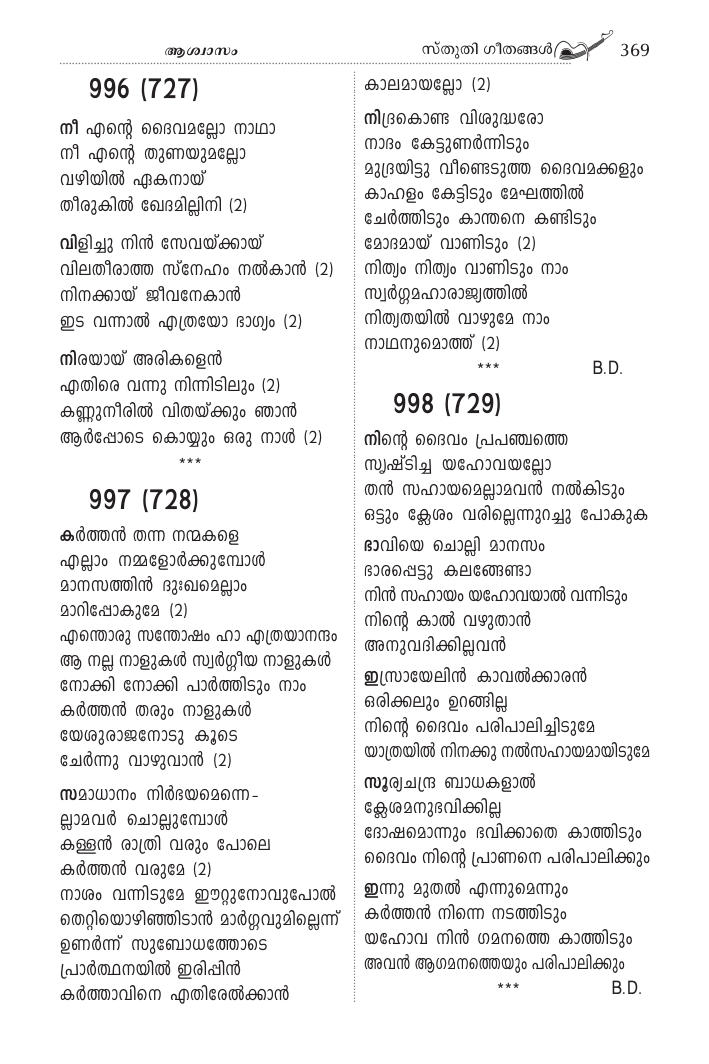 ആശ്വാസം
സ്തുതി ഗീതങ്ങൾ 369
996 (727)
നീ എന്റെ ദൈവമല്ലോ നാഥാ
നീ എന്റെ തുണയുമല്ലോ
വഴിയിൽ ഏകനായ്
തീരുകിൽ ഖേദമില്ലിനി (2)
വിളിച്ചു നിൻ സേവയ്ക്കായ്
വിലതീരാത്ത സ്നേഹം നൽകാൻ (2)
നിനക്കായ് ജീവനേകാൻ
ഇട വന്നാൽ എത്രയോ ഭാഗ്യം (2)
നിരയായ് അരികളെൻ
എതിരെ വന്നു നിന്നിടിലും (2)
കണ്ണുനീരിൽ വിതയ്ക്കും ഞാൻ
ആർപ്പോടെ കൊയ്യും ഒരു നാൾ (2)
***
997 (728)
കർത്തൻ തന്ന നന്മകളെ
എല്ലാം നമ്മളോർക്കുമ്പോൾ
മാനസത്തിൻ ദുഃഖമെല്ലാം
മാറിപ്പോകുമേ (2)
എന്തൊരു സന്തോഷം ഹാ എത്രയാനന്ദം
ആ നല്ല നാളുകൾ സ്വർഗ്ഗീയ നാളുകൾ
നോക്കി നോക്കി പാർത്തിടും നാം
കർത്തൻ തരും നാളുകൾ
യേശുരാജനോടു കൂടെ
ചേർന്നു വാഴുവാൻ (2)
സമാധാനം നിർഭയമെന്നെ-
ല്ലാമവർ ചൊല്ലുമ്പോൾ
കള്ളൻ രാത്രി വരും പോലെ
കർത്തൻ വരുമേ (2)
നാശം വന്നിടുമേ ഈറ്റുനോവുപോൽ
തെറ്റിയൊഴിഞ്ഞിടാൻ മാർഗ്ഗവുമില്ലെന്ന്
ഉണർന്ന് സുബോധത്തോടെ
പ്രാർത്ഥനയിൽ ഇരിപ്പിൻ
കർത്താവിനെ എതിരേൽക്കാൻ
കാലമായല്ലോ (2)
നിദ്രകൊണ്ട വിശുദ്ധരോ
നാദം കേട്ടുണർന്നിടും
മുദ്രയിട്ടു വീണ്ടെടുത്ത ദൈവമക്കളും
കാഹളം കേട്ടിടും മേഘത്തിൽ
ചേർത്തിടും കാന്തനെ കണ്ടിടും
മോദമായ് വാണിടും (2)
നിത്യം നിത്യം വാണിടും നാം
സ്വർഗ്ഗമഹാരാജ്യത്തിൽ
നിത്യതയിൽ വാഴുമേ നാം
നാഥനുമൊത്ത് (2)
*** B.D.
998 (729)
നിന്റെ ദൈവം പ്രപഞ്ചത്തെ
സൃഷ്ടിച്ച യഹോവയല്ലോ
തൻ സഹായമെല്ലാമവൻ നൽകിടും
ഒട്ടും ക്ലേശം വരില്ലെന്നുറച്ചു പോകുക
ഭാവിയെ ചൊല്ലി മാനസം
ഭാരപ്പെട്ടു കലങ്ങേണ്ടാ
നിൻ സഹായം യഹോവയാൽ വന്നിടും
നിന്റെ കാൽ വഴുതാൻ
അനുവദിക്കില്ലവൻ
ഇസ്രായേലിൻ കാവൽക്കാരൻ
ഒരിക്കലും ഉറങ്ങില്ല
നിന്റെ ദൈവം പരിപാലിച്ചിടുമേ
യാത്രയിൽ നിനക്കു നൽസഹായമായിടുമേ
സൂര്യചന്ദ്ര ബാധകളാൽ
ക്ലേശമനുഭവിക്കില്ല
ദോഷമൊന്നും ഭവിക്കാതെ കാത്തിടും
ദൈവം നിന്റെ പ്രാണനെ പരിപാലിക്കും
ഇന്നു മുതൽ എന്നുമെന്നും
കർത്തൻ നിന്നെ നടത്തിടും
യഹോവ നിൻ ഗമനത്തെ കാത്തിടും
അവൻ ആഗമനത്തെയും പരിപാലിക്കും
*** B.D.